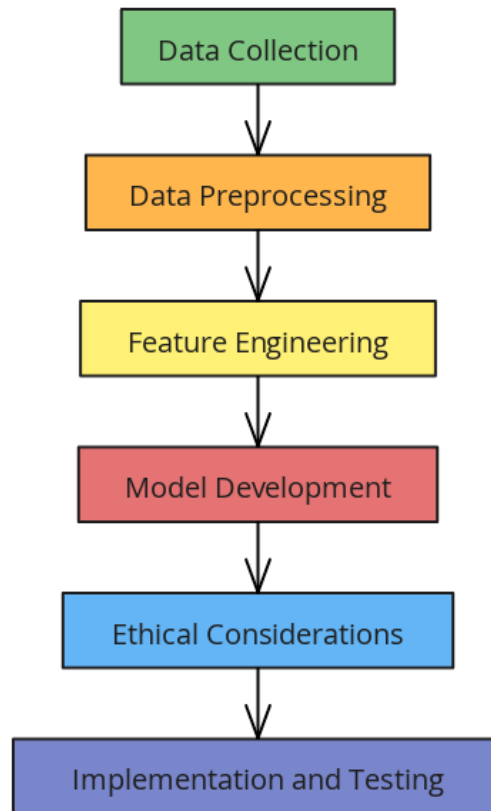 Data Collection
Data Preprocessing
Feature Engineering
Model Development
Ethical Considerations
Implementation and Testing